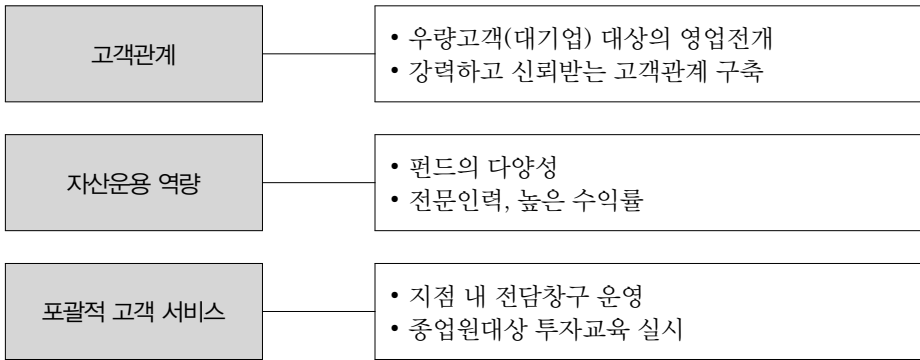 고객관계
• 우량고객(대기업) 대상의 영업전개
• 강력하고 신뢰받는 고객관계 구축
자산운용 역량
• 펀드의 다양성
• 전문인력, 높은 수익률
포괄적 고객 서비스
• 지점 내 전담창구 운영
• 종업원대상 투자교육 실시